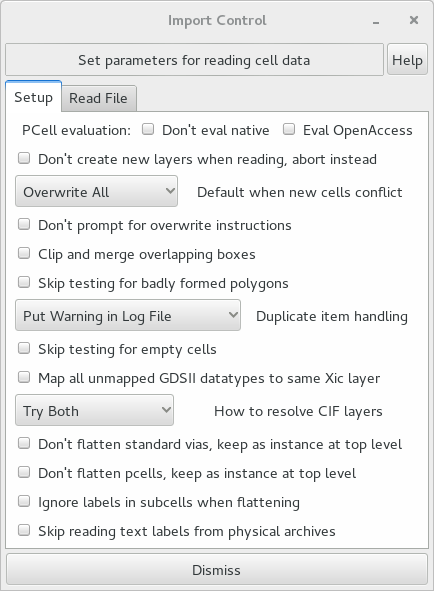 Import Control
Set parameters for reading cell data Help
Setup Read File
PCell evaluation: Don't eval native Eval OpenAccess
Don't create new layers when reading, abort instead
Overwrite All Default when new cells conflict
Don't prompt for overwrite instructions
Clip and merge overlapping boxes
Skip testing for badly formed polygons
Put Warning in Log File Duplicate item handling
Skip testing for empty cells
Map all unmapped GDSII datatypes to same Xic layer
Try Both How to resolve CIF layers
Don't flatten standard vias, keep as instance at top level
Don't flatten pcells, keep as instance at top level
Ignore labels in subcells when flattening
Skip reading text labels from physical archives
Dismiss